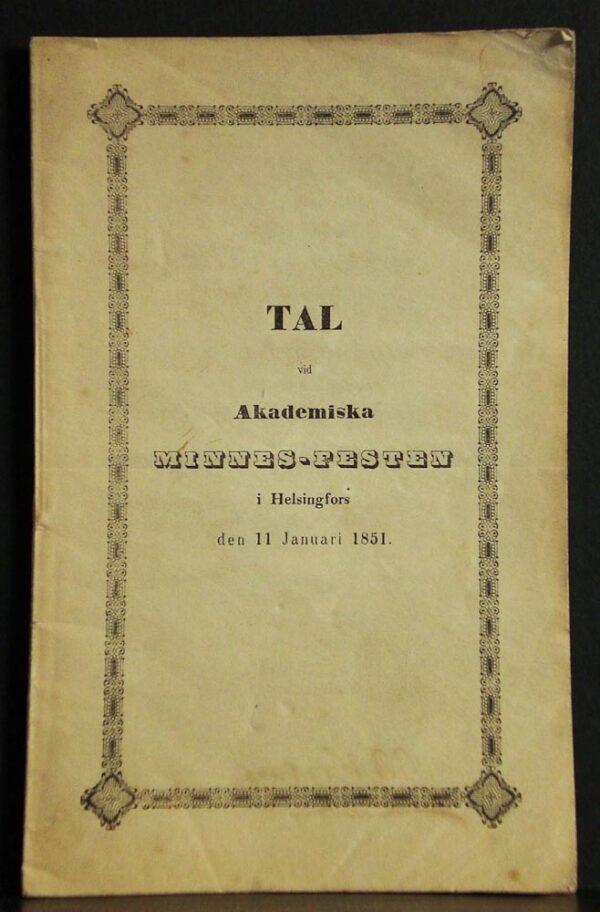 TAL
vid
Akademiska
MINNES-FESTEN
i Helsingfors
den 11 Januari 1851.